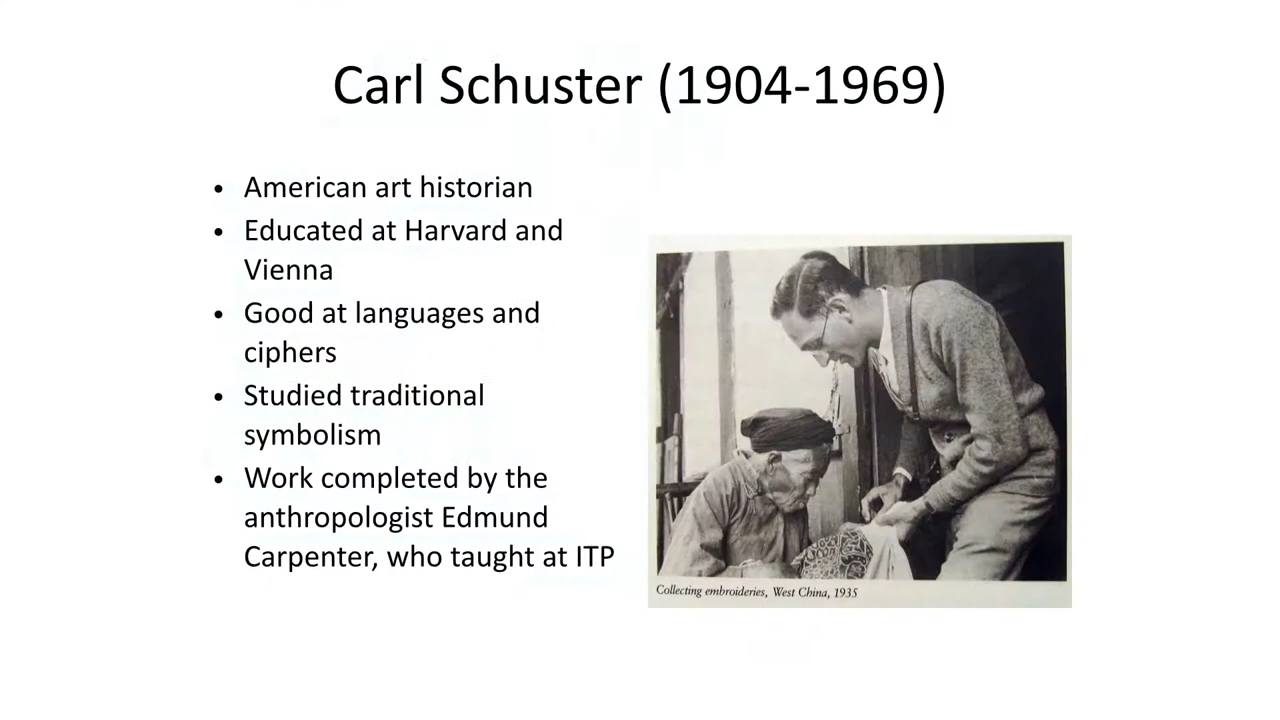 Carl Schuster (1904-1969)
• American art historian
• Educated at Harvard and
Vienna
• Good at languages and
ciphers
• Studied traditional
symbolism
• Work completed by the
anthropologist Edmund
Carpenter, who taught at ITP
Collecting embroideries, West China, 1935